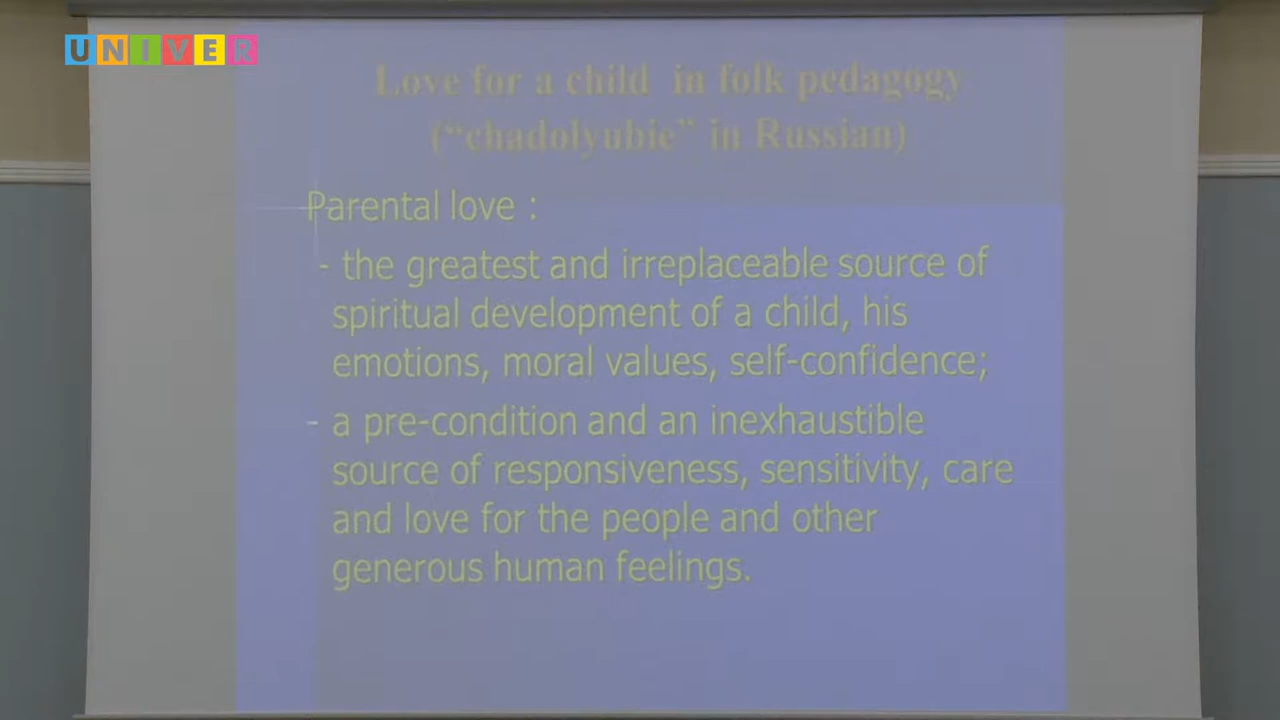 UNIVER
Love for a child in folk pedagogy
(“chadolyubie” in Russian)
Parental love :
- the greatest and irreplaceable source of
spiritual development of a child, his
emotions, moral values, self-confidence;
- a pre-condition and an inexhaustible
source of responsiveness, sensitivity, care
and love for the people and other
generous human feelings.